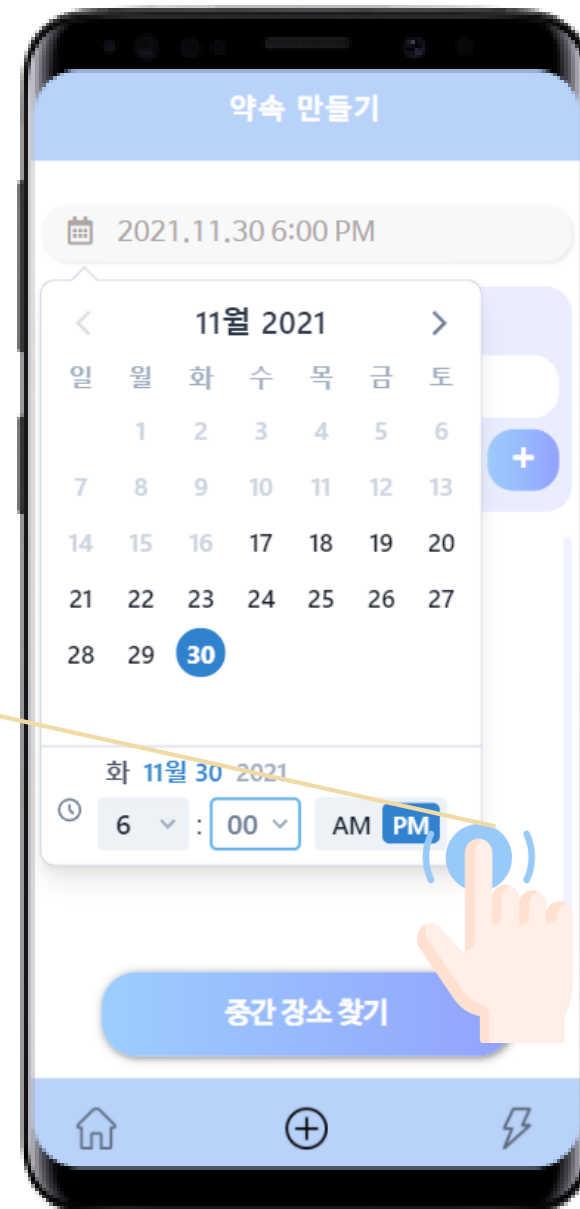 약속 만들기
2021.11.30 6:00 PM
11월 2021
일 월 화 수 목 금 토
1 2 3 4 5 6
7 8 9 10 11 12 13
14 15 16 17 18 19 20
21 22 23 24 25 26 27
28 29 30
화 11월 30 2021
6 : 00 AM PM
중간 장소 찾기